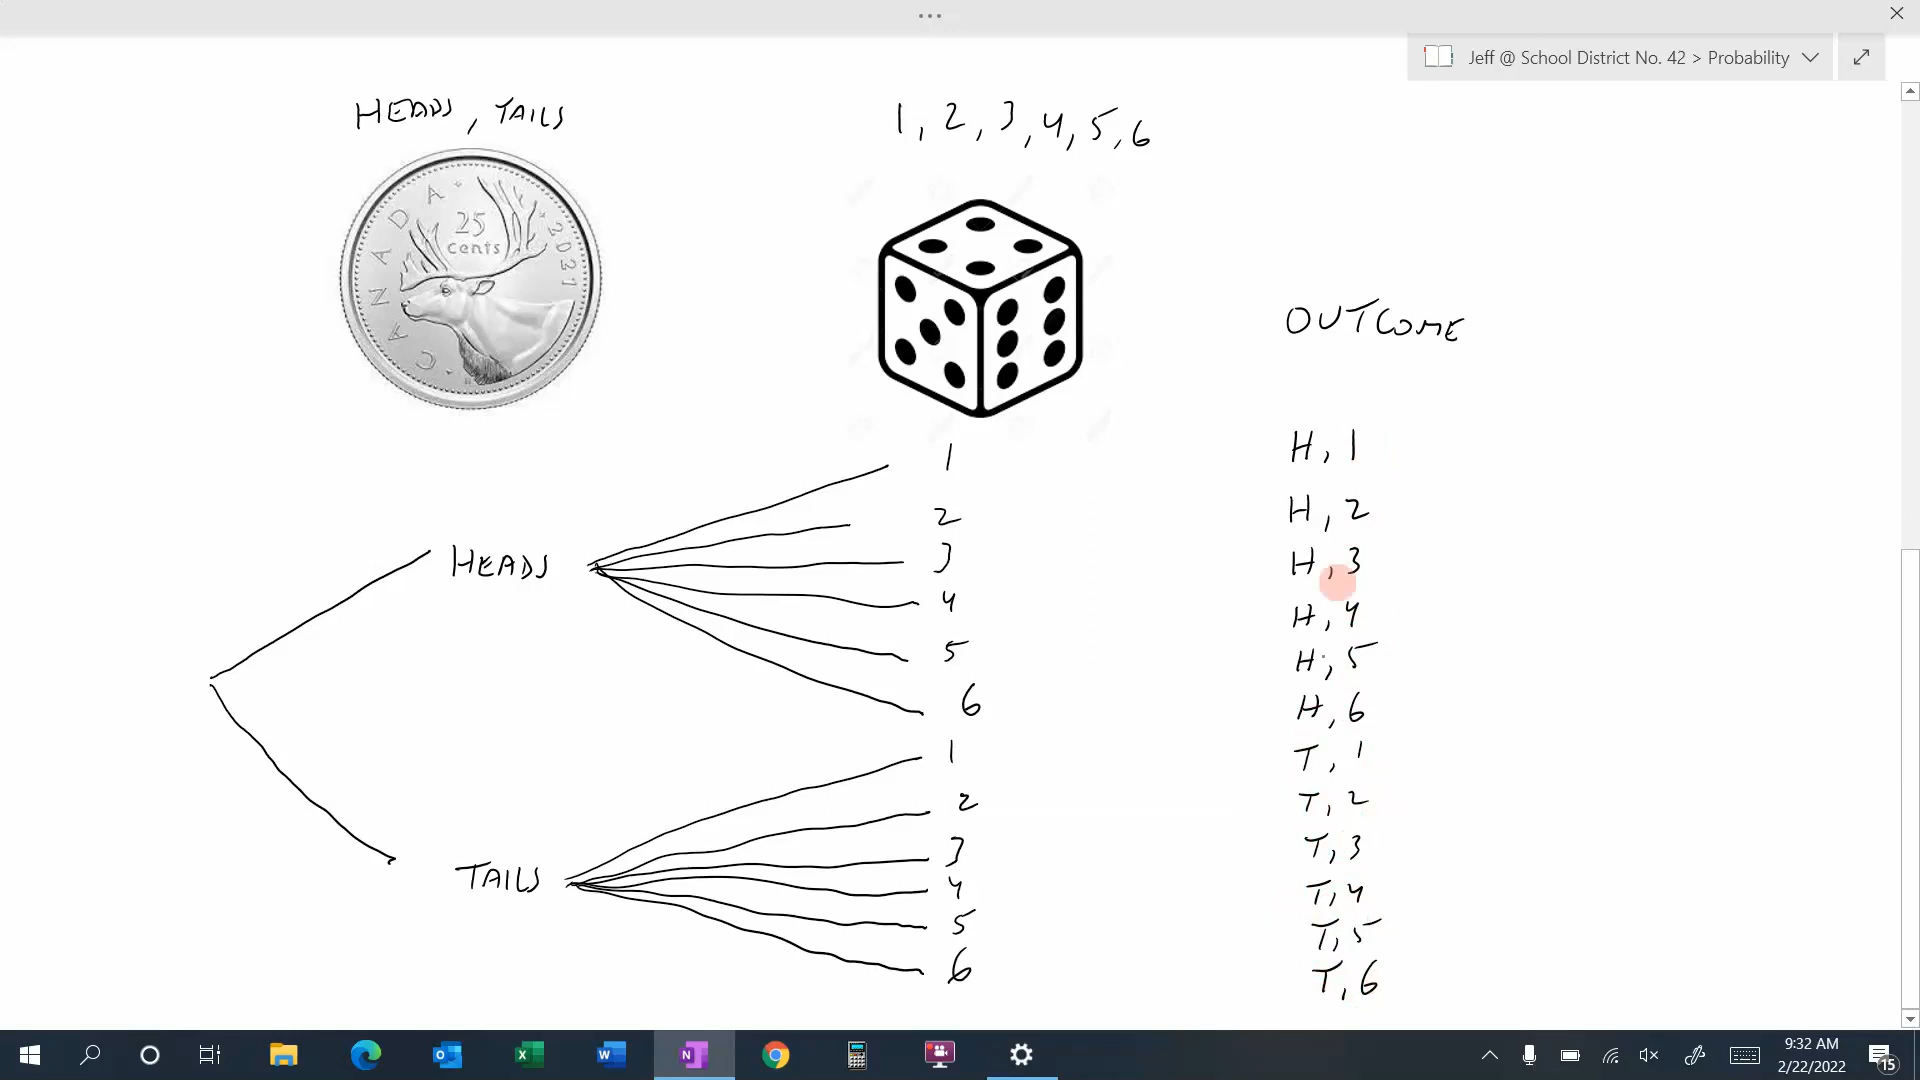 Jeff @ School District No. 42 > Probability
HEADS, TAILS
1, 2, 3, 4, 5, 6
CANADA 25 cents 2021
OUTCOME
1
2
HEADS
3
4
5
6
1
2
3
TAILS
4
5
6
H, 1
H, 2
H, 3
H, 4
H, 5
H, 6
T, 1
T, 2
T, 3
T, 4
T, 5
T, 6
9:32 AM
2/22/2022
15